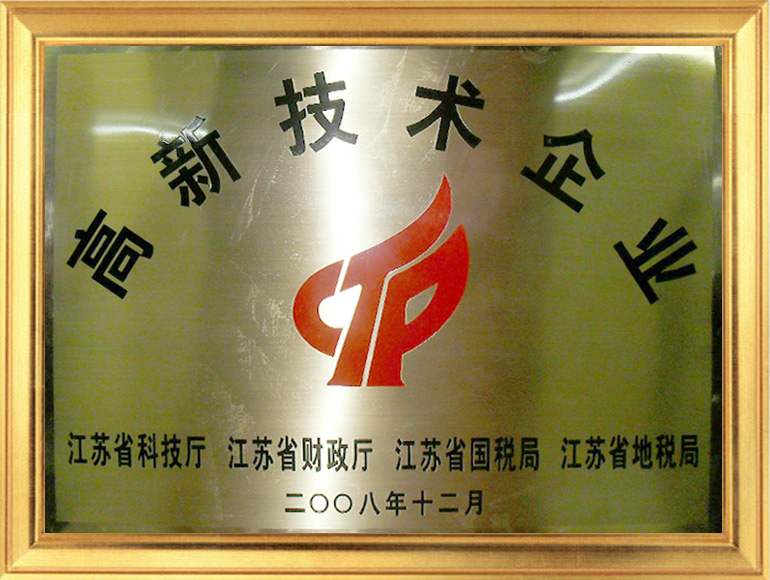 高新技术企业
江苏省科技厅 江苏省财政厅 江苏省国税局 江苏省地税局
二〇〇八年十二月